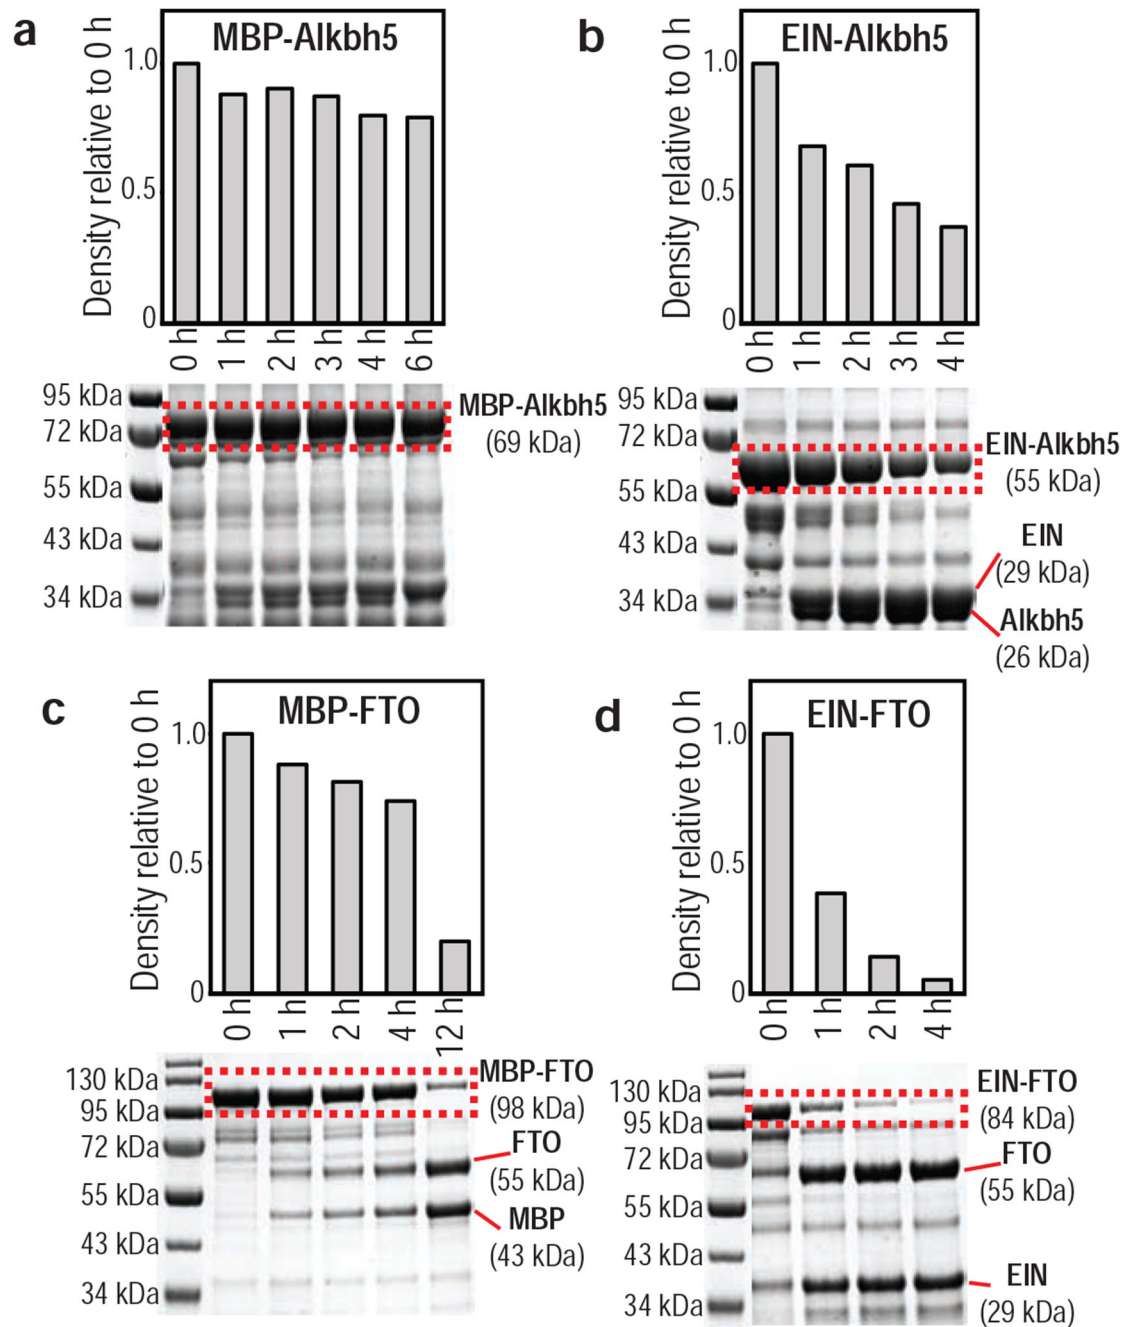 a
MBP-Alkbh5
Density relative to 0 h
1.0
0.5
0
0 h
1 h
2 h
3 h
4 h
6 h
95 kDa
72 kDa
55 kDa
43 kDa
34 kDa
MBP-Alkbh5
(69 kDa)
b
EIN-Alkbh5
Density relative to 0 h
1.0
0.5
0
0 h
1 h
2 h
3 h
4 h
95 kDa
72 kDa
55 kDa
43 kDa
34 kDa
EIN-Alkbh5
(55 kDa)
EIN
(29 kDa)
Alkbh5
(26 kDa)
c
MBP-FTO
Density relative to 0 h
1.0
0.5
0
0 h
1 h
2 h
4 h
12 h
130 kDa
95 kDa
72 kDa
55 kDa
43 kDa
34 kDa
MBP-FTO
(98 kDa)
FTO
(55 kDa)
MBP
(43 kDa)
d
EIN-FTO
Density relative to 0 h
1.0
0.5
0
0 h
1 h
2 h
4 h
130 kDa
95 kDa
72 kDa
55 kDa
43 kDa
34 kDa
EIN-FTO
(84 kDa)
FTO
(55 kDa)
EIN
(29 kDa)